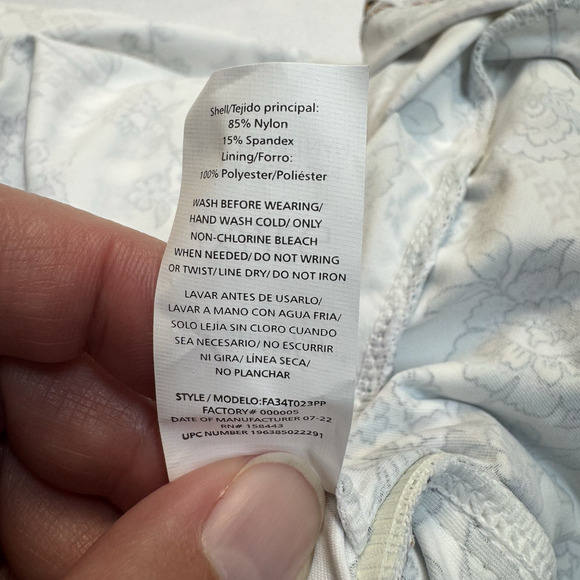 Shell/Tejido principal:
85% Nylon
15% Spandex
Lining/Forro:
100% Polyester/Poliéster
WASH BEFORE WEARING/
HAND WASH COLD/ ONLY
NON-CHLORINE BLEACH
WHEN NEEDED/ DO NOT WRING
OR TWIST/ LINE DRY/ DO NOT IRON
LAVAR ANTES DE USARLO/
LAVAR A MANO CON AGUA FRIA/
SOLO LEJÍA SIN CLORO CUANDO
SEA NECESARIO/ NO ESCURRIR
NI GIRA/ LÍNEA SECA/
NO PLANCHAR
STYLE / MODELO:FA34T023PP
FACTORY# 000005
DATE OF MANUFACTURER 07-22
RN# 158443
UPC NUMBER 196385022291